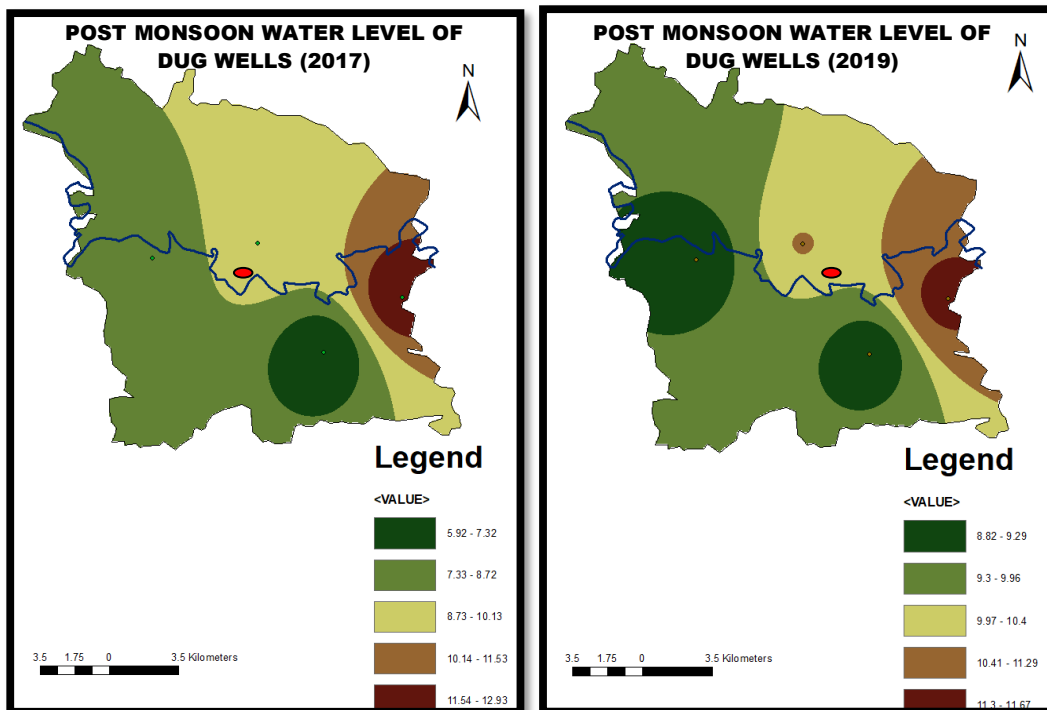 POST MONSOON WATER LEVEL OF
DUG WELLS (2017)
N
Legend
<VALUE>
5.92 - 7.32
7.33 - 8.72
8.73 - 10.13
10.14 - 11.53
11.54 - 12.93
3.5 1.75 0 3.5 Kilometers
POST MONSOON WATER LEVEL OF
DUG WELLS (2019)
N
Legend
<VALUE>
8.82 - 9.29
9.3 - 9.96
9.97 - 10.4
10.41 - 11.29
11.3 - 11.67
3.5 1.75 0 3.5 Kilometers